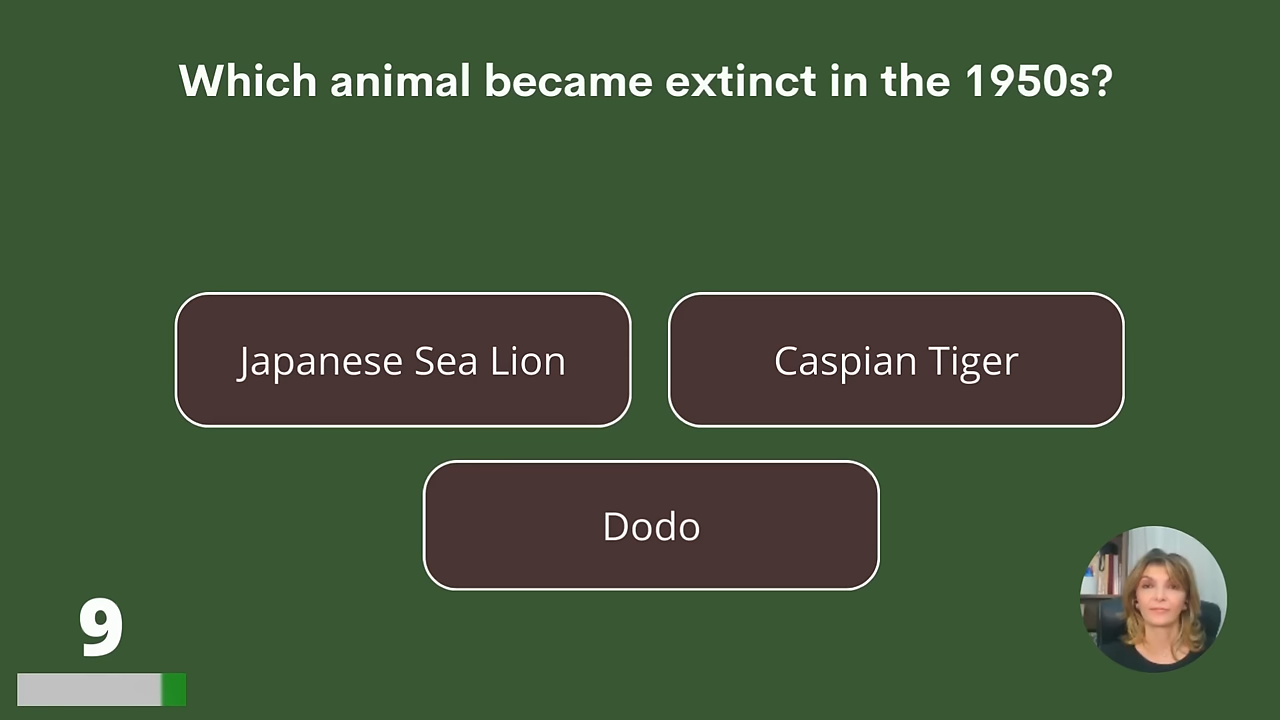 Which animal became extinct in the 1950s?
Japanese Sea Lion
Caspian Tiger
Dodo
9